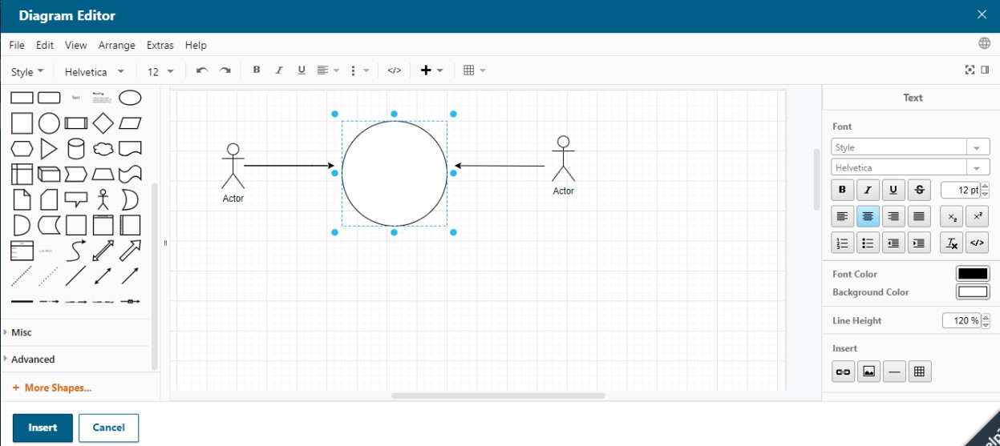 Diagram Editor
File Edit View Arrange Extras Help
Style Helvetica 12 B I U </>
Text
Text
Font
Style
Helvetica
B I U S 12 pt
Actor
Actor
Font Color
Background Color
Line Height 120 %
Insert
Misc
Advanced
+ More Shapes...
Insert Cancel